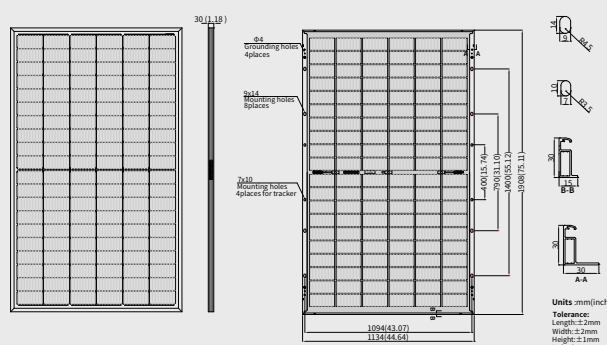 30 (1.18 )
Φ4
Grounding holes
4places
9x14
Mounting holes
8places
7x10
Mounting holes
4places for tracker
A
A
B
B
400(15.74)
790(31.10)
1400(55.12)
1908(75.11)
1094(43.07)
1134(44.64)
14
9
R4.5
10
7
R3.5
30
15
B-B
30
30
A-A
Units :mm(inch
Tolerance:
Length:±2mm
Width:±2mm
Height:±1mm